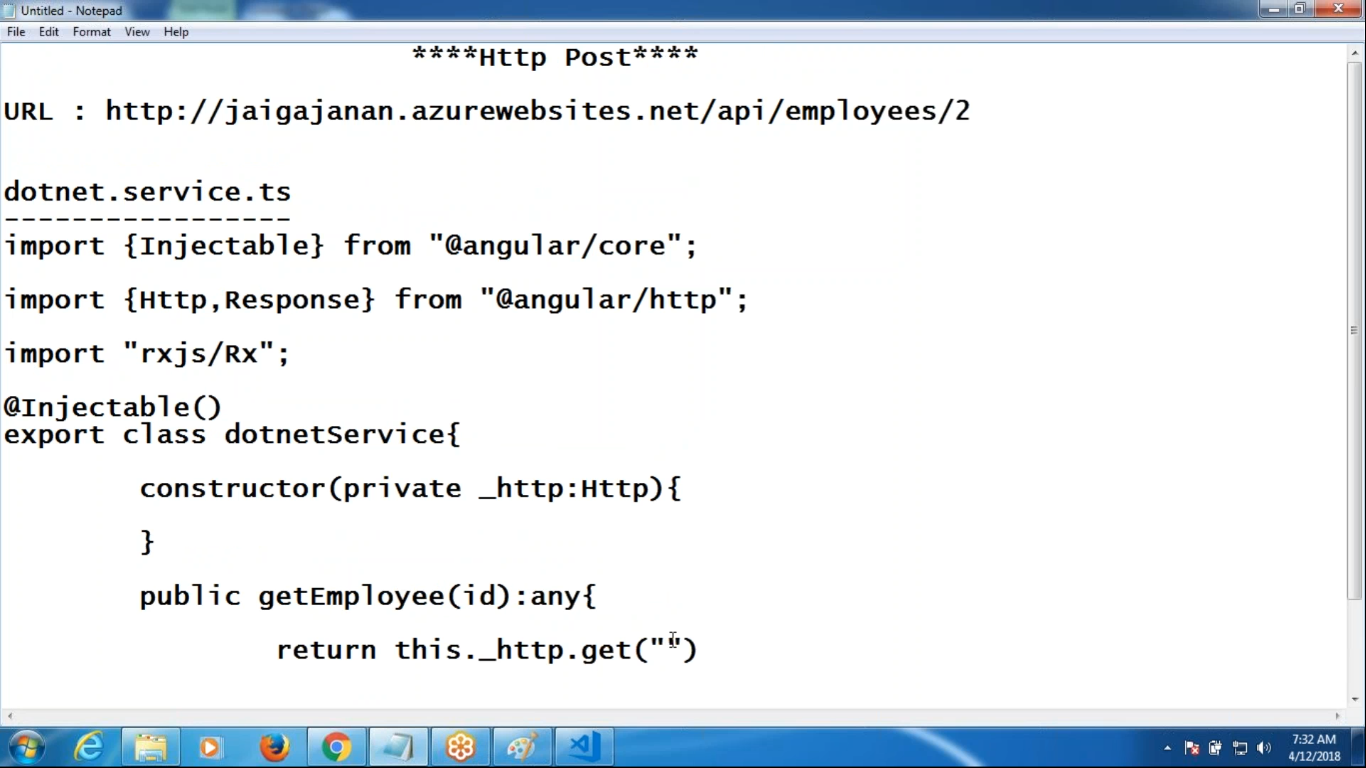 Untitled - Notepad
File Edit Format View Help
****Http Post****
URL : http://jaigajanan.azurewebsites.net/api/employees/2
dotnet.service.ts
-----------------
import {Injectable} from "@angular/core";
import {Http,Response} from "@angular/http";
import "rxjs/Rx";
@Injectable()
export class dotnetService{
constructor(private _http:Http){
}
public getEmployee(id):any{
return this._http.get("")
7:32 AM
4/12/2018